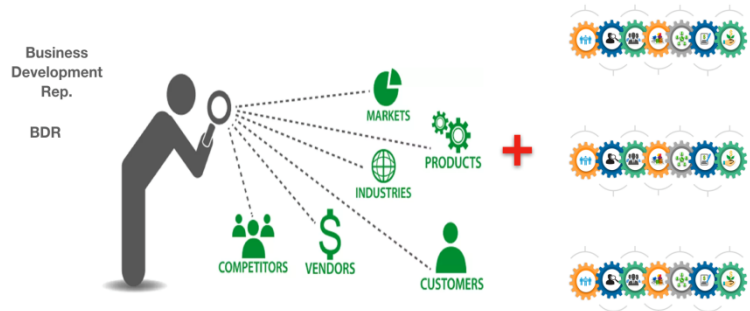 Business
Development
Rep.
BDR
MARKETS
PRODUCTS
INDUSTRIES
COMPETITORS
VENDORS
CUSTOMERS